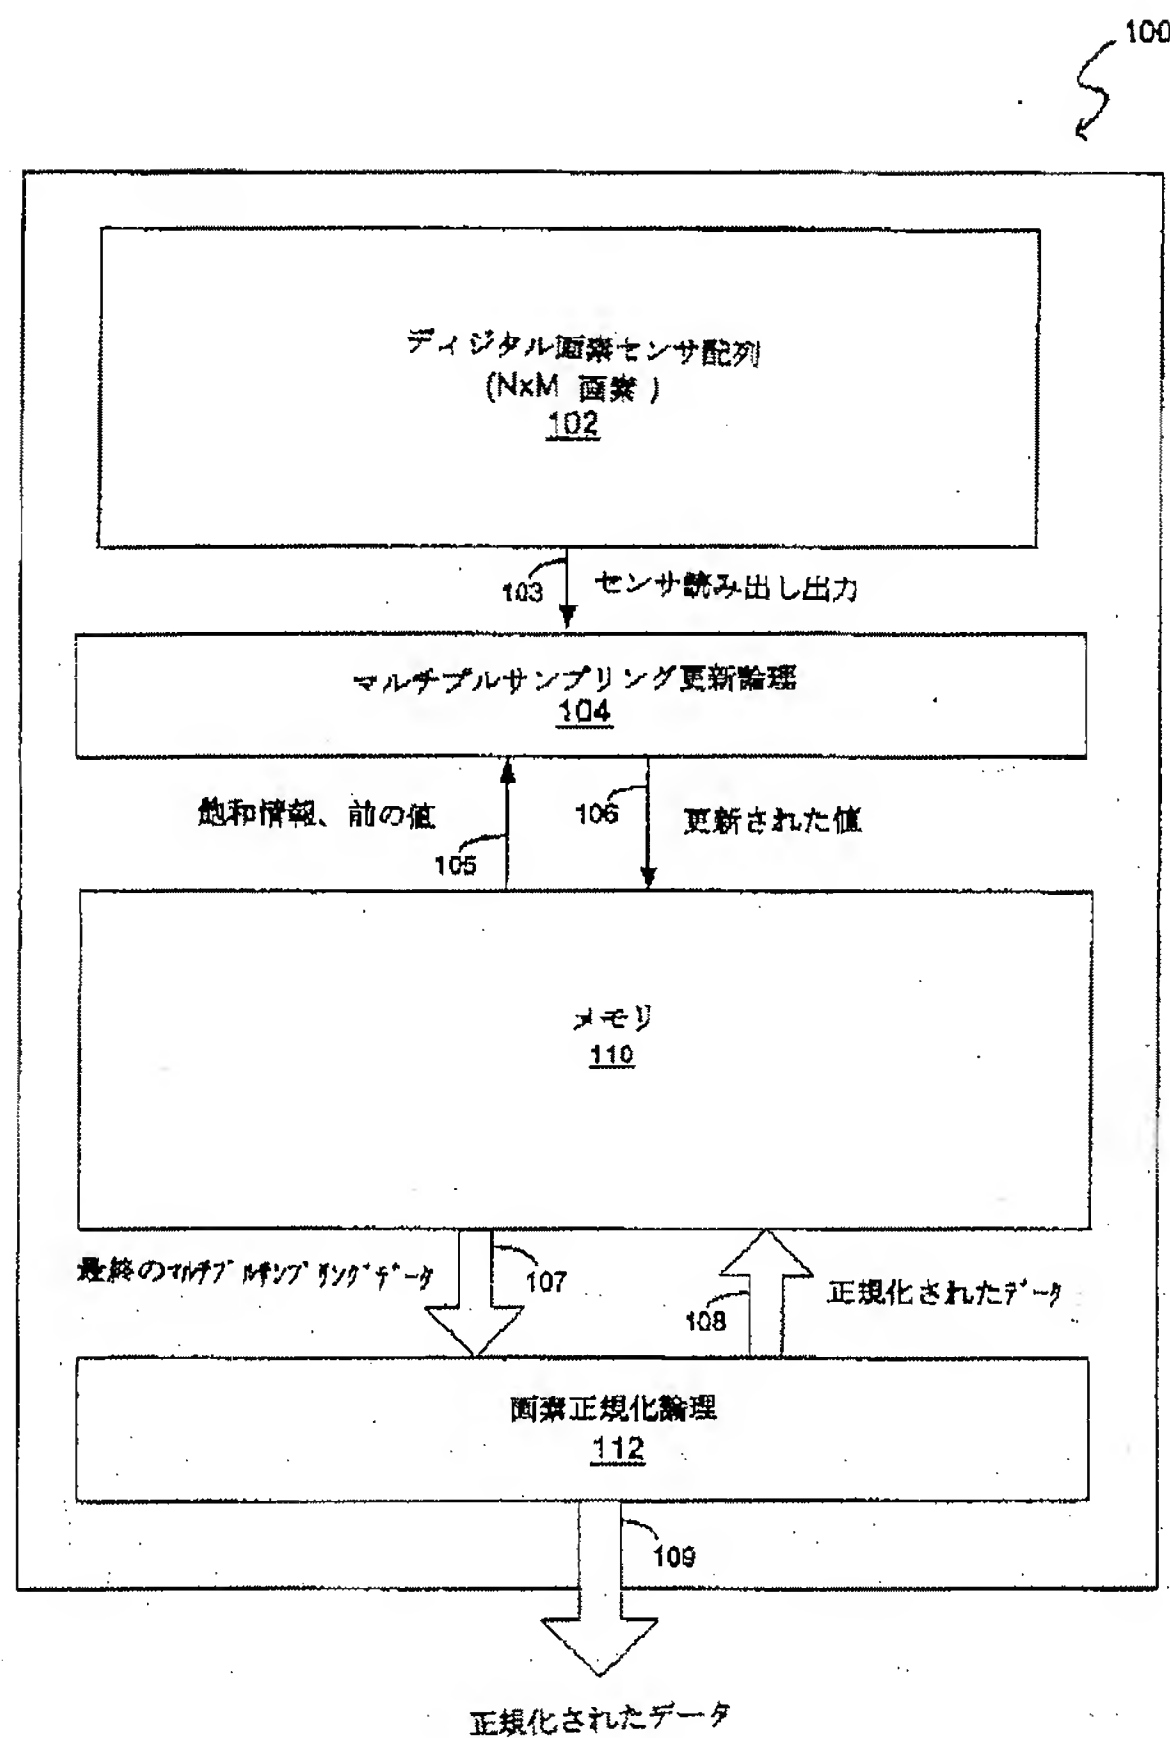 100
ディジタル画素センサ配列
(NxM 画素)
102
103
センサ読み出し出力
マルチプルサンプリング更新論理
104
飽和情報、前の値
105
106
更新された値
メモリ
110
最終のマルチプルサンプリングデータ
107
108
正規化されたデータ
画素正規化論理
112
109
正規化されたデータ